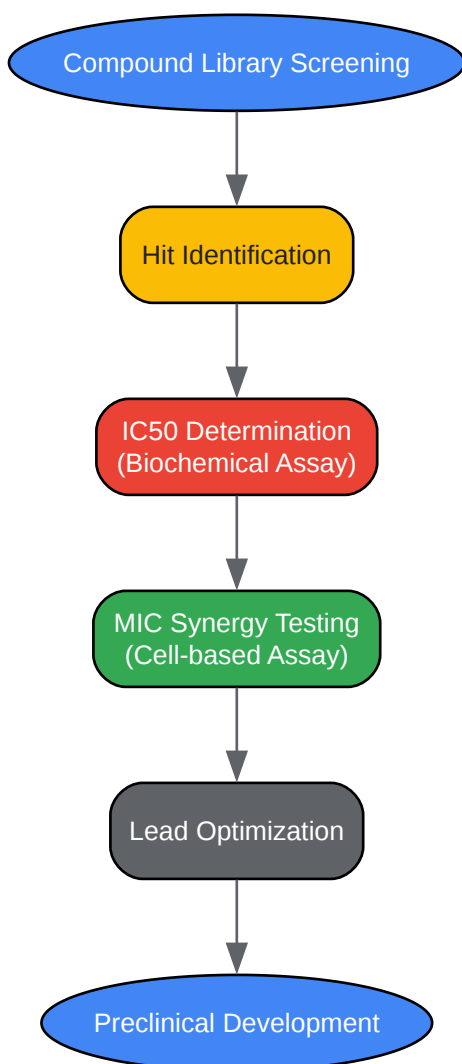 Compound Library Screening
Hit Identification
IC50 Determination
(Biochemical Assay)
MIC Synergy Testing
(Cell-based Assay)
Lead Optimization
Preclinical Development